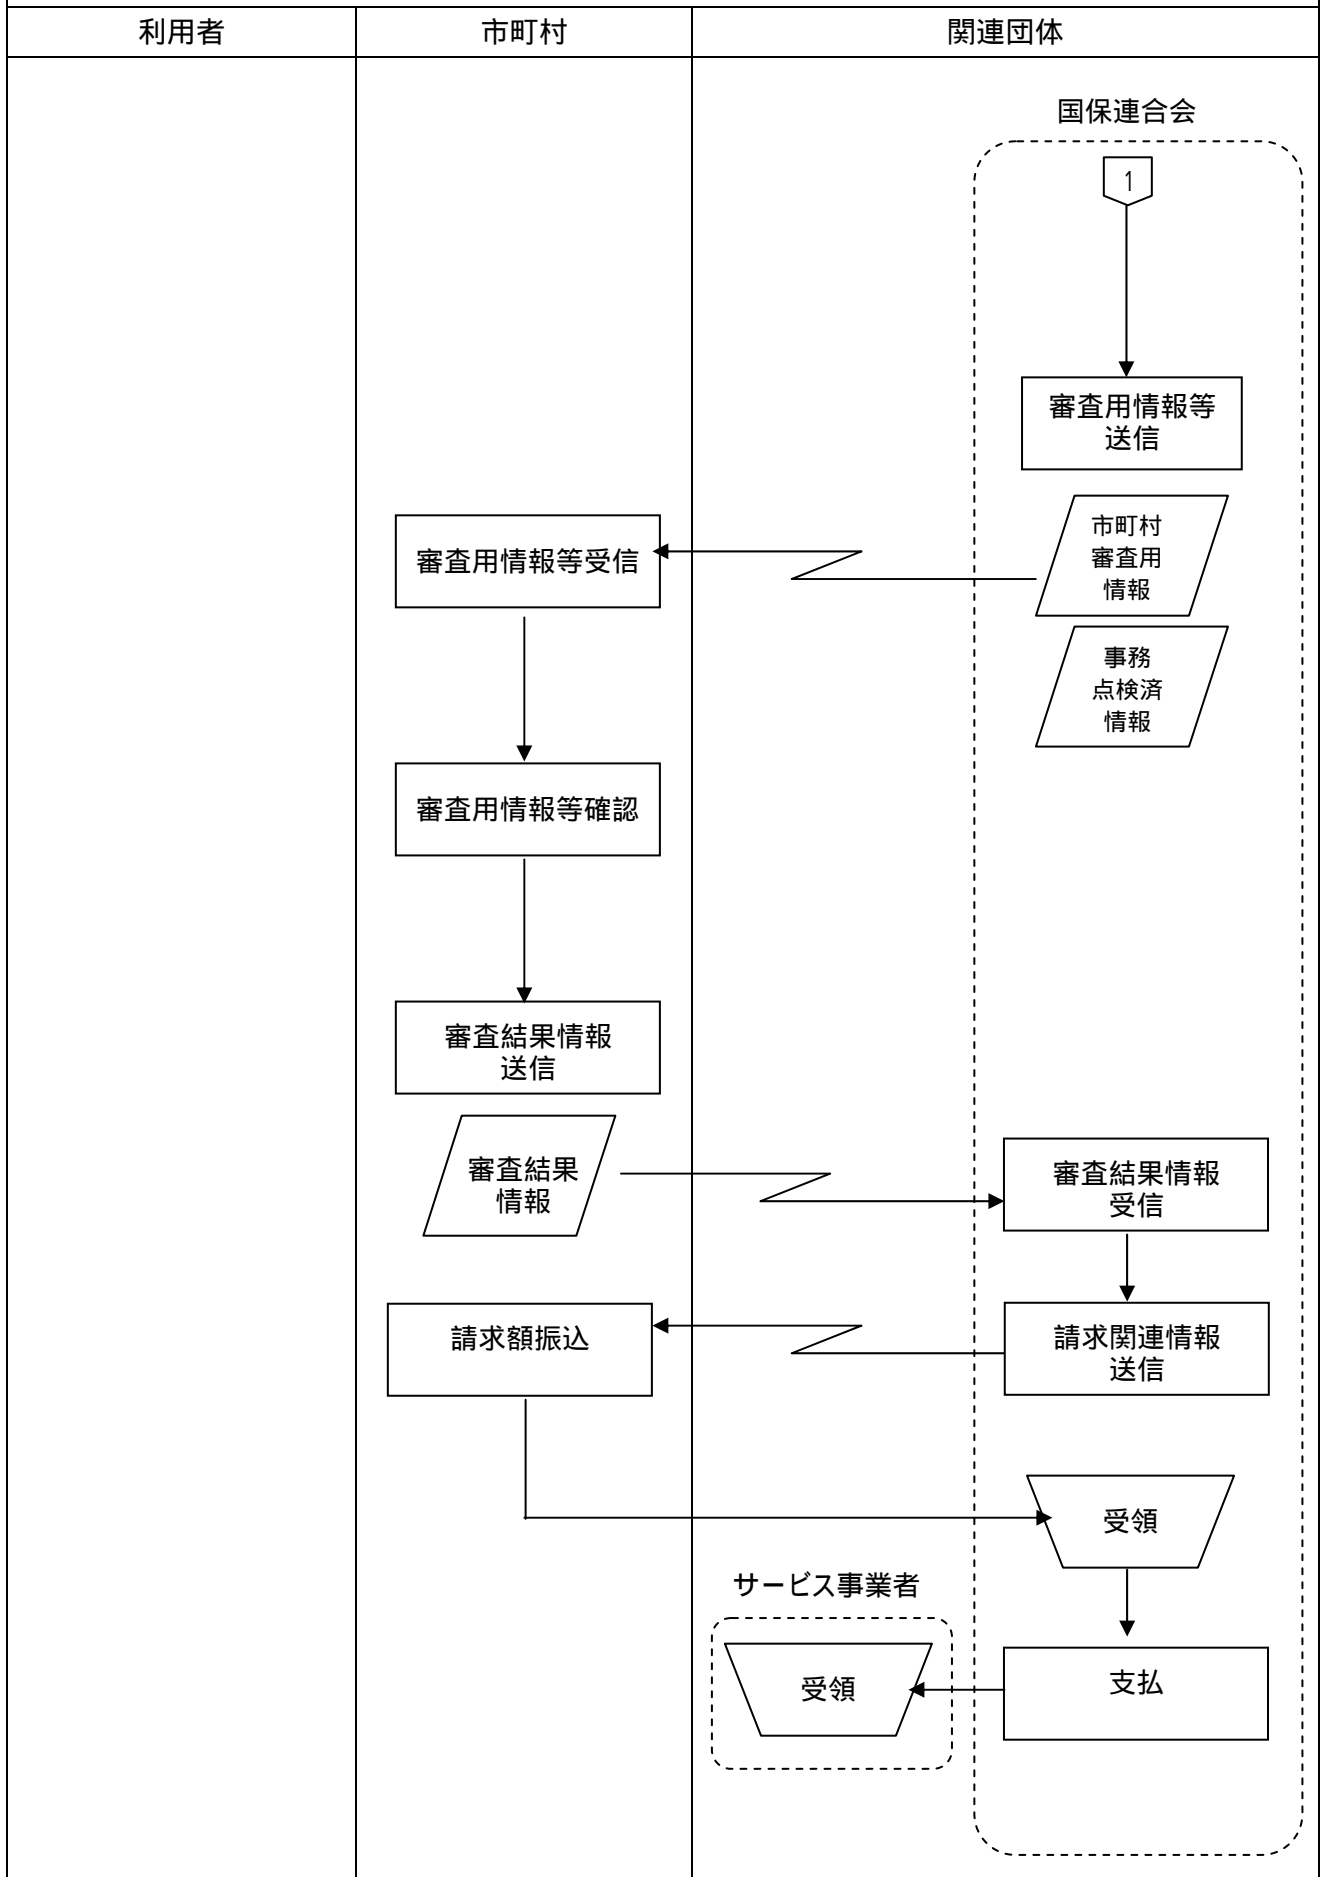 利用者
市町村
関連団体
国保連合会
1
審査用情報等
送信
市町村
審査用
情報
審査用情報等受信
事務
点検済
情報
審査用情報等確認
審査結果情報
送信
審査結果
情報
審査結果情報
受信
請求額振込
請求関連情報
送信
受領
サービス事業者
受領
支払